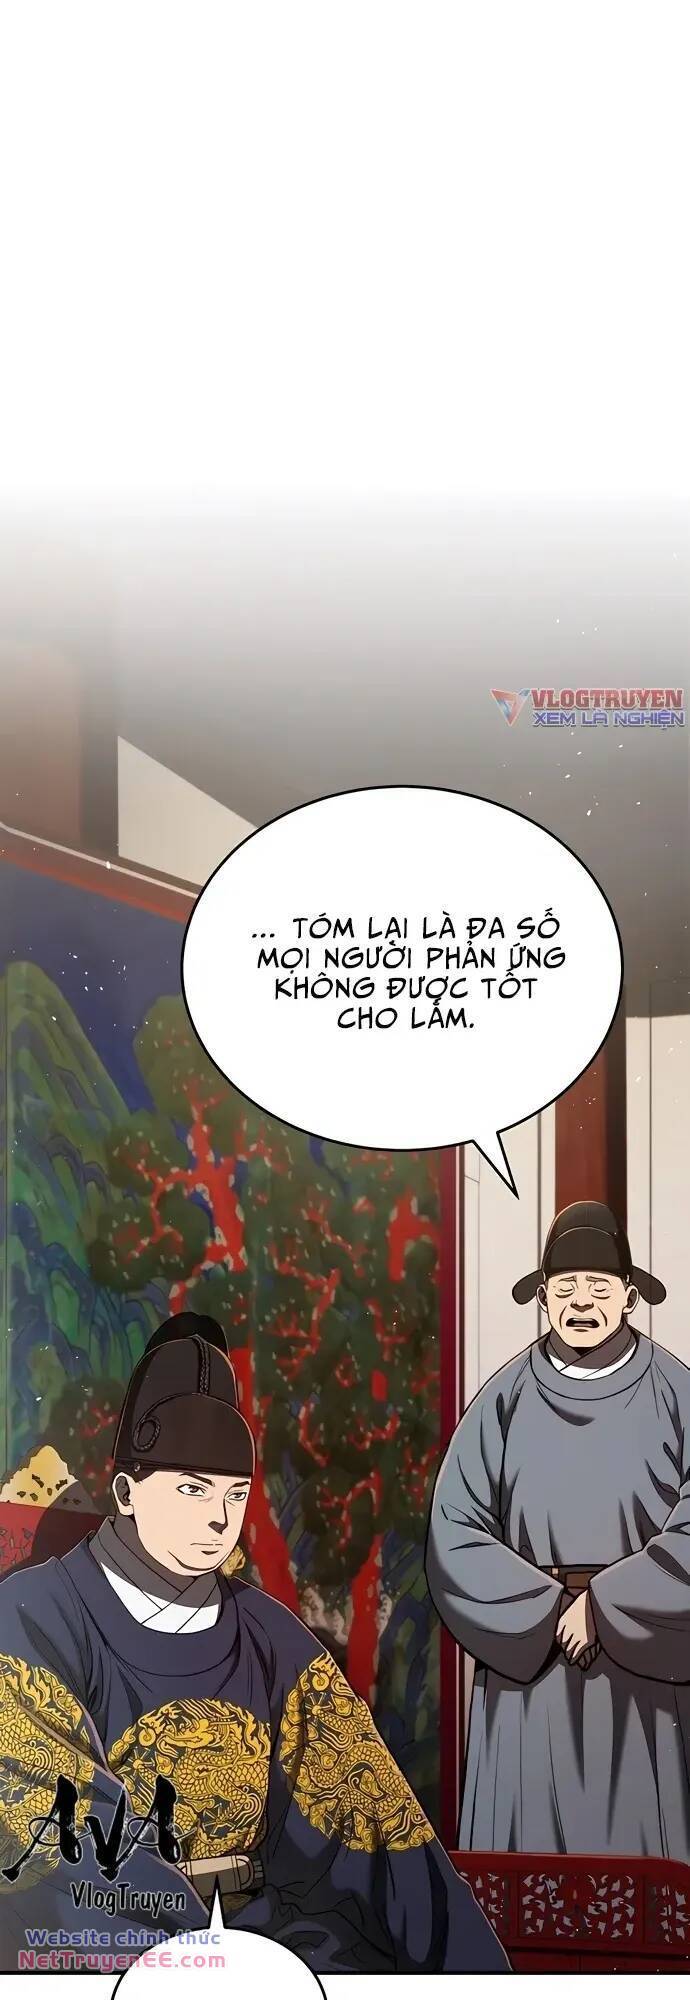 VLOGTRUYEN
XEM LÀ NGHIỆN
... TÓM LẠI LÀ ĐA SỐ
MỌI NGƯỜI PHẢN ỨNG
KHÔNG ĐƯỢC TỐT
CHO LẮM.
AVA
VlogTruyen
Website chính thức
NetTruyenEE.com